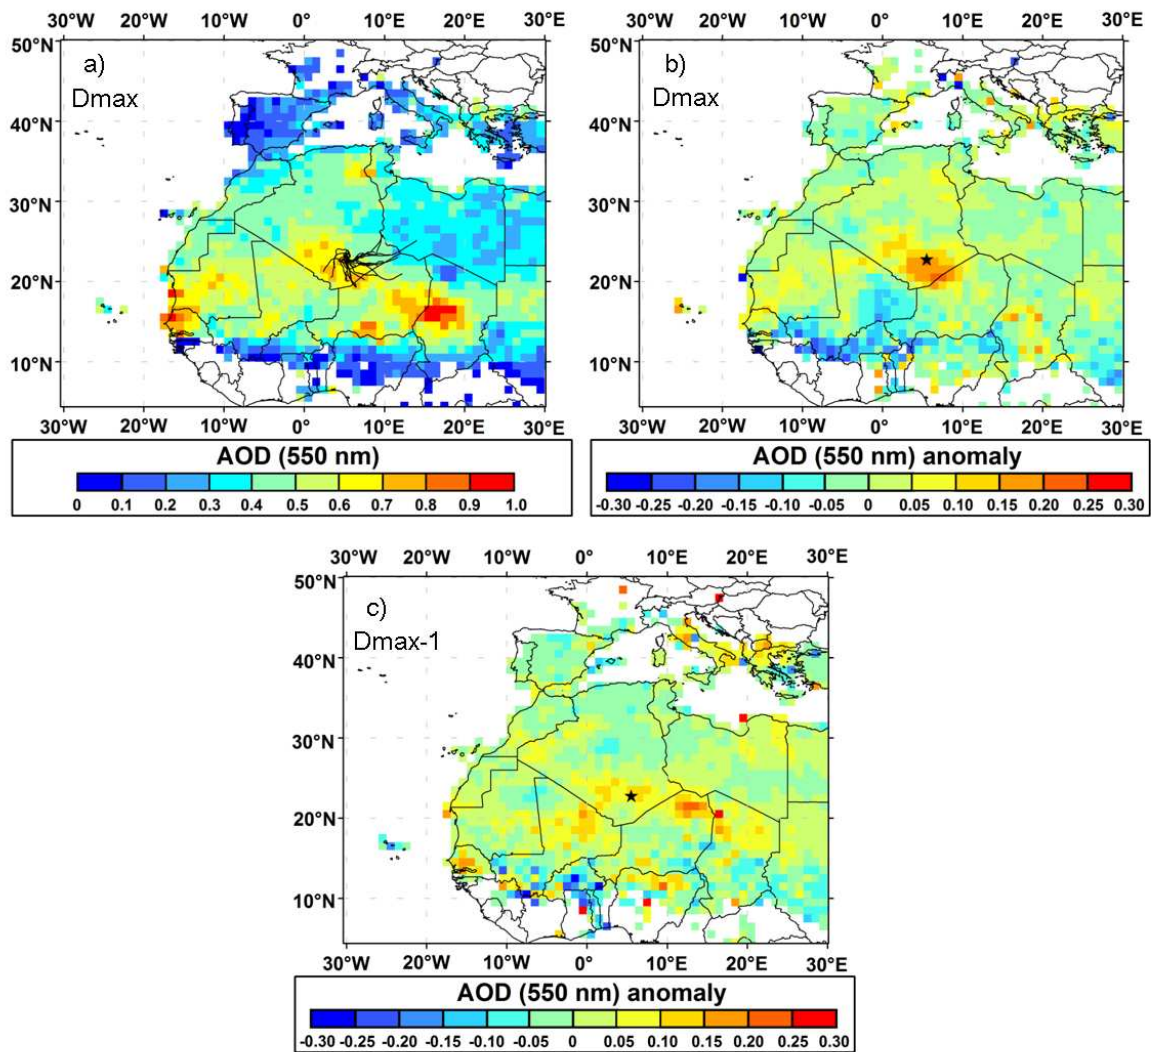 30°W 20°W 10°W 0° 10°E 20°E 30°E
50°N
40°N
30°N
20°N
10°N
a)
Dmax
30°W 20°W 10°W 0° 10°E 20°E 30°E
AOD (550 nm)
0 0.1 0.2 0.3 0.4 0.5 0.6 0.7 0.8 0.9 1.0
30°W 20°W 10°W 0° 10°E 20°E 30°E
50°N
40°N
30°N
20°N
10°N
b)
Dmax
30°W 20°W 10°W 0° 10°E 20°E 30°E
AOD (550 nm) anomaly
-0.30 -0.25 -0.20 -0.15 -0.10 -0.05 0 0.05 0.10 0.15 0.20 0.25 0.30
30°W 20°W 10°W 0° 10°E 20°E 30°E
50°N
40°N
30°N
20°N
10°N
c)
Dmax-1
30°W 20°W 10°W 0° 10°E 20°E 30°E
AOD (550 nm) anomaly
-0.30 -0.25 -0.20 -0.15 -0.10 -0.05 0 0.05 0.10 0.15 0.20 0.25 0.30